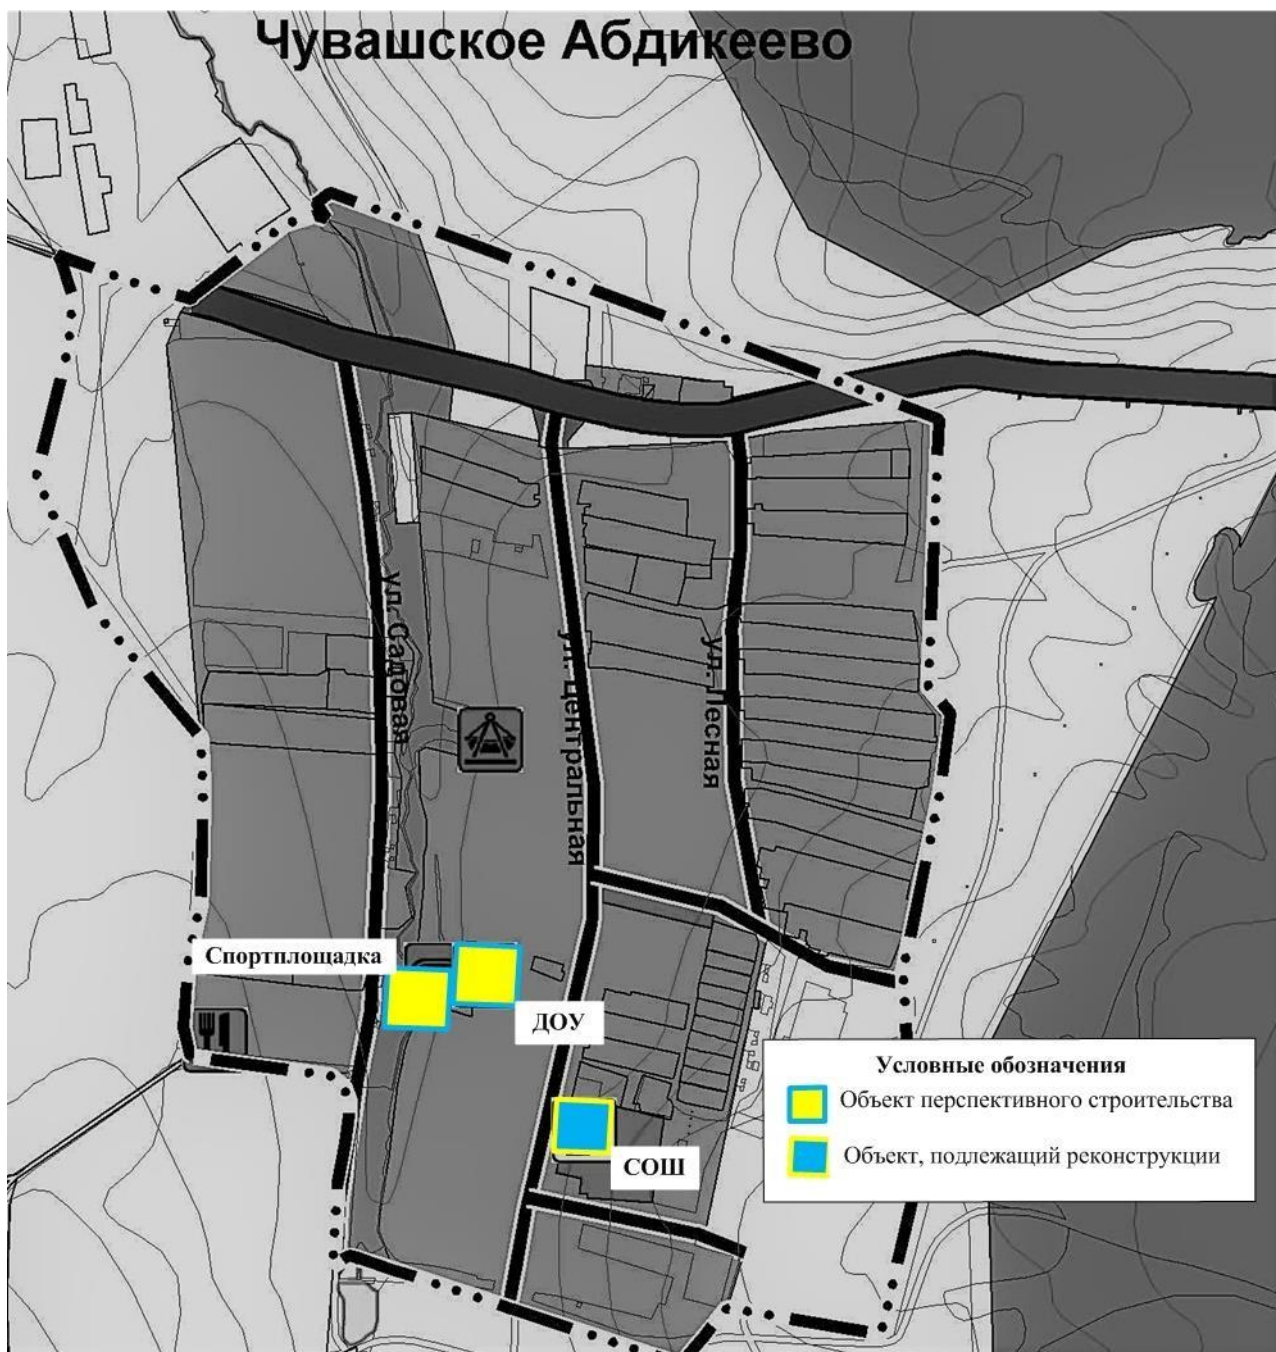 Чувашское Абдикеево
ул. Садовая
ул. Центральная
ул. Лесная
Спортплощадка
ДОУ
СОШ
Условные обозначения
Объект перспективного строительства
Объект, подлежащий реконструкции